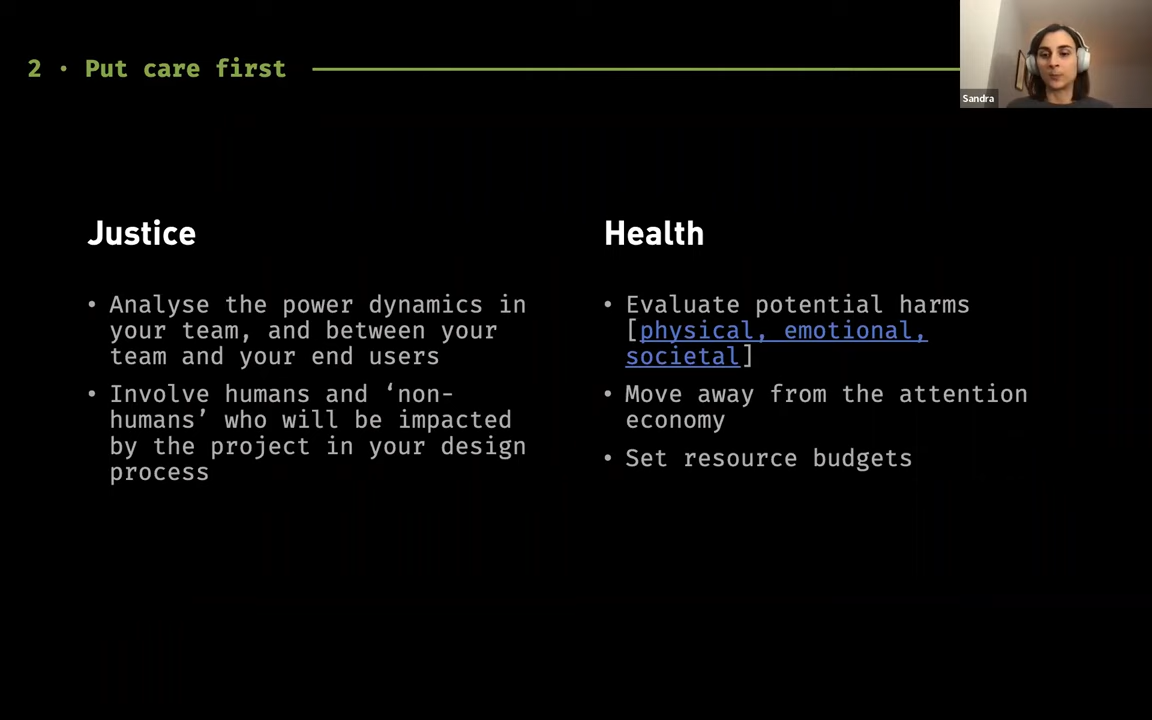 2 · Put care first
Sandra
Justice
• Analyse the power dynamics in
your team, and between your
team and your end users
• Involve humans and ‘non-
humans’ who will be impacted
by the project in your design
process
Health
• Evaluate potential harms
[physical, emotional,
societal]
• Move away from the attention
economy
• Set resource budgets